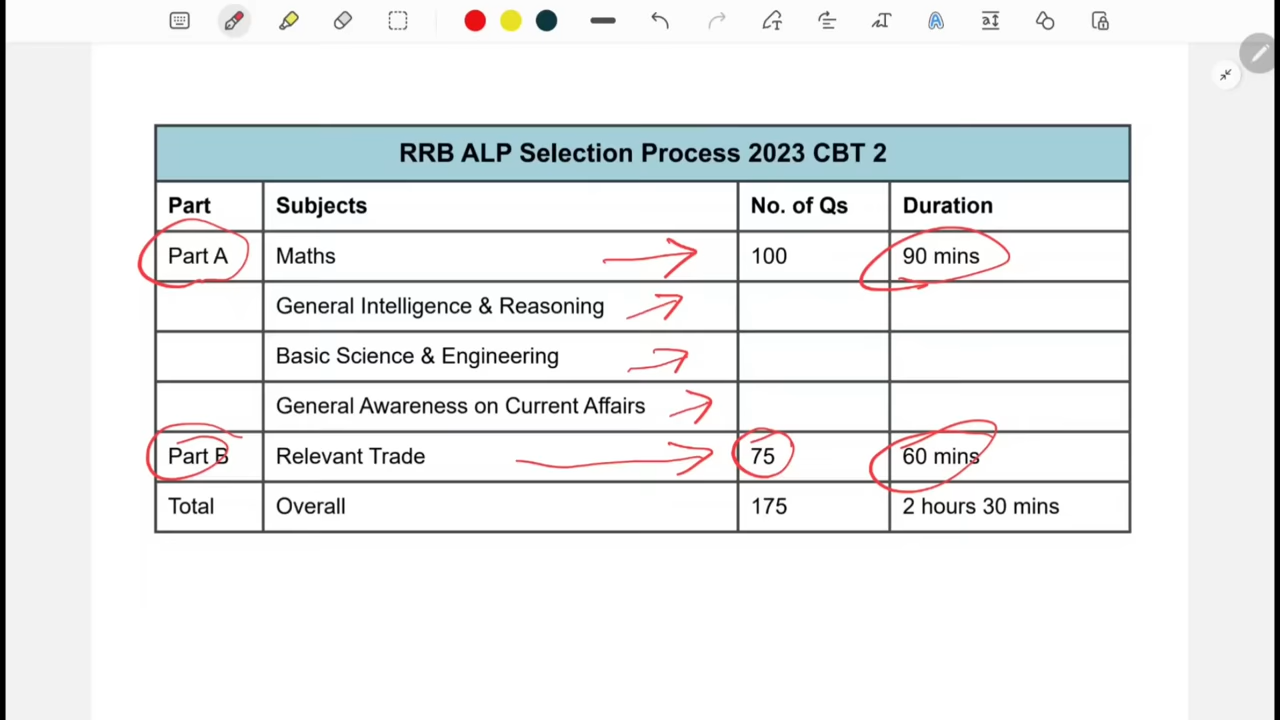 RRB ALP Selection Process 2023 CBT 2
Part Subjects No. of Qs Duration
Part A Maths 100 90 mins
General Intelligence & Reasoning
Basic Science & Engineering
General Awareness on Current Affairs
Part B Relevant Trade 75 60 mins
Total Overall 175 2 hours 30 mins